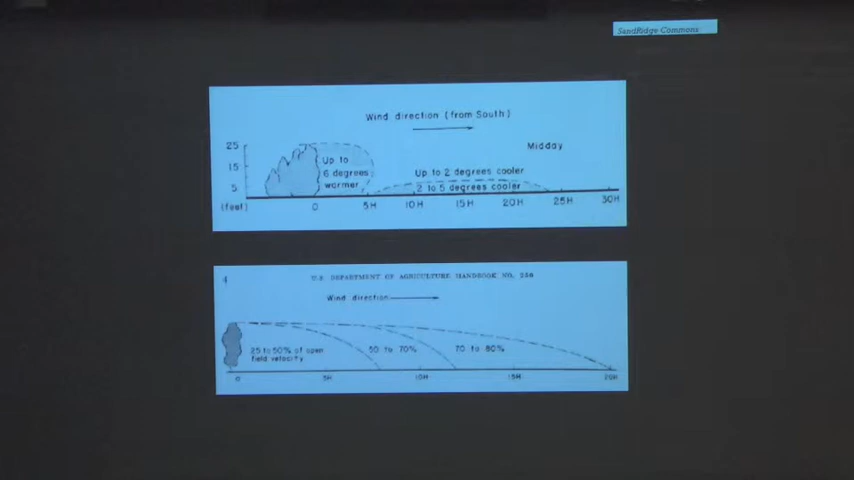 SandRidge Commons
Wind direction (from South)
Midday
25
15
5
(feet)
Up to
6 degrees
warmer
Up to 2 degrees cooler
2 to 5 degrees cooler
0 5H 10H 15H 20H 25H 30H
4
U.S. DEPARTMENT OF AGRICULTURE HANDBOOK NO.
Wind direction
25 to 50% of open
field velocity
50 to 70%
70 to 80%
0 5H 10H 15H 20H